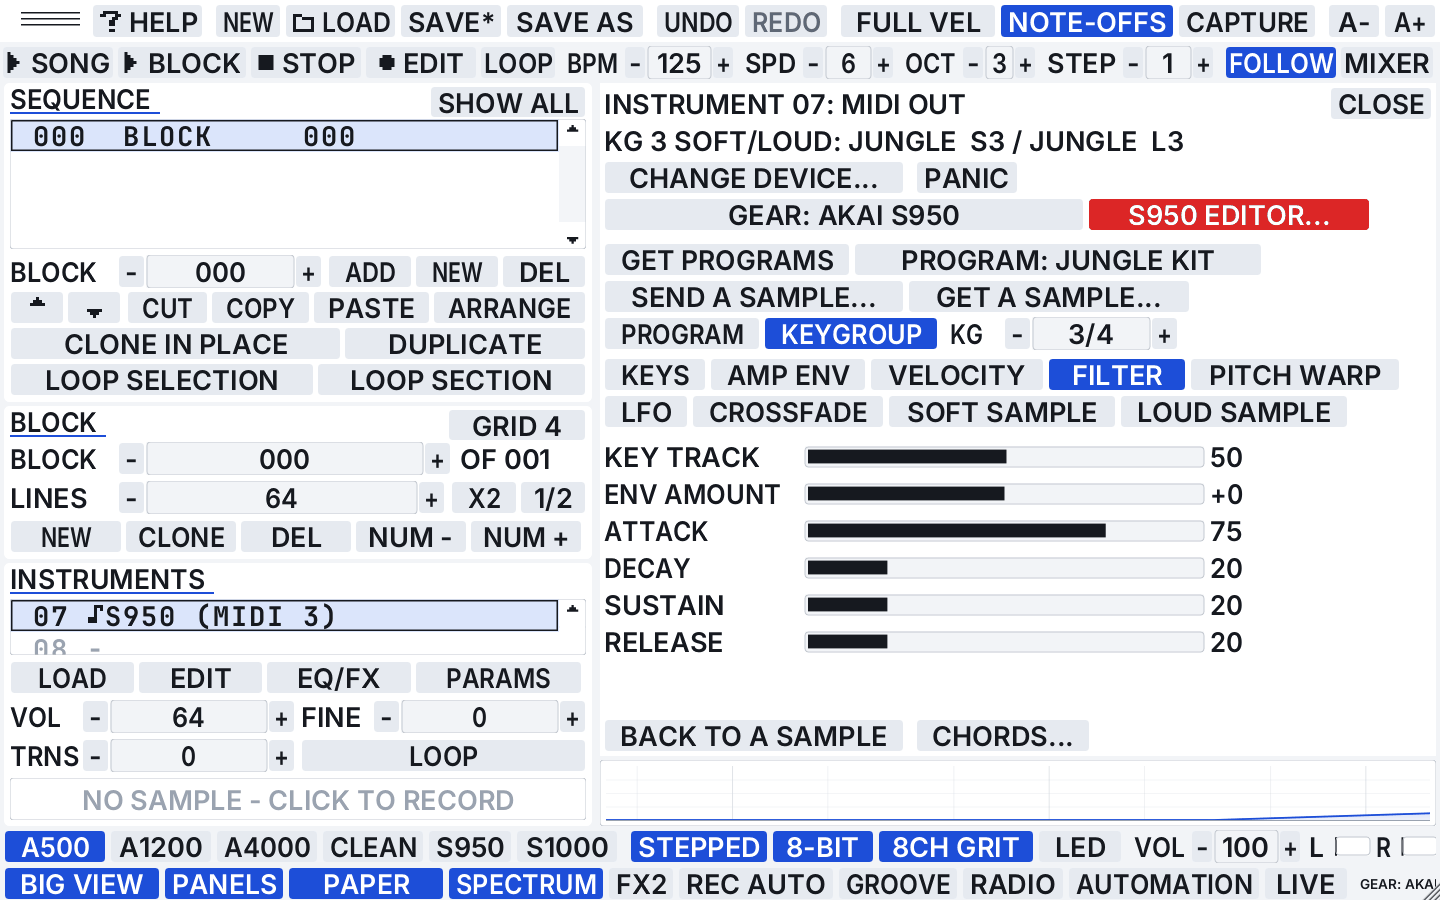 HELP NEW LOAD SAVE* SAVE AS UNDO REDO FULL VEL NOTE-OFFS CAPTURE A- A+
SONG BLOCK STOP EDIT LOOP BPM - 125 + SPD - 6 + OCT - 3 + STEP - 1 + FOLLOW MIXER
SEQUENCE SHOW ALL
000 BLOCK 000
BLOCK - 000 + ADD NEW DEL
CUT COPY PASTE ARRANGE
CLONE IN PLACE DUPLICATE
LOOP SELECTION LOOP SECTION
BLOCK GRID 4
BLOCK - 000 + OF 001
LINES - 64 + X2 1/2
NEW CLONE DEL NUM - NUM +
INSTRUMENTS
07 S950 (MIDI 3)
08 -
LOAD EDIT EQ/FX PARAMS
VOL - 64 + FINE - 0 +
TRNS - 0 + LOOP
NO SAMPLE - CLICK TO RECORD
INSTRUMENT 07: MIDI OUT CLOSE
KG 3 SOFT/LOUD: JUNGLE S3 / JUNGLE L3
CHANGE DEVICE... PANIC
GEAR: AKAI S950 S950 EDITOR...
GET PROGRAMS PROGRAM: JUNGLE KIT
SEND A SAMPLE... GET A SAMPLE...
PROGRAM KEYGROUP KG - 3/4 +
KEYS AMP ENV VELOCITY FILTER PITCH WARP
LFO CROSSFADE SOFT SAMPLE LOUD SAMPLE
KEY TRACK 50
ENV AMOUNT +0
ATTACK 75
DECAY 20
SUSTAIN 20
RELEASE 20
BACK TO A SAMPLE CHORDS...
A500 A1200 A4000 CLEAN S950 S1000 STEPPED 8-BIT 8CH GRIT LED VOL - 100 + L R
BIG VIEW PANELS PAPER SPECTRUM FX2 REC AUTO GROOVE RADIO AUTOMATION LIVE GEAR: AKA